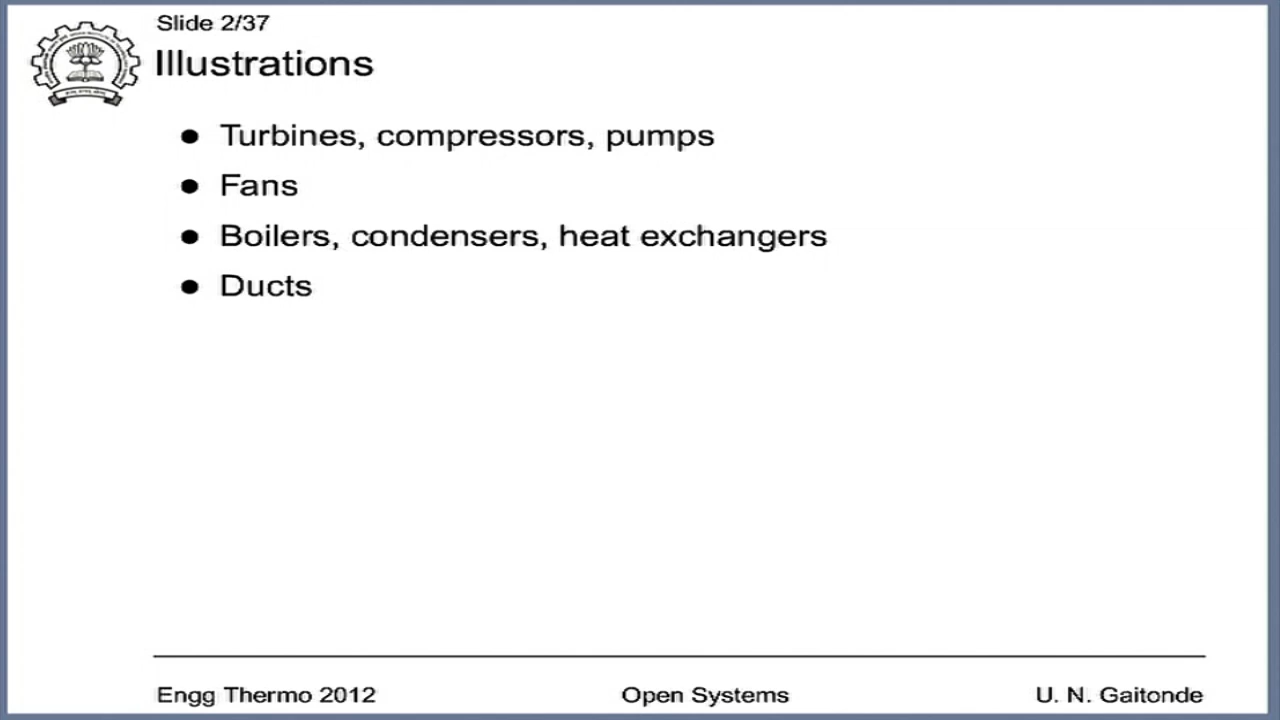 Slide 2/37
Illustrations
● Turbines, compressors, pumps
● Fans
● Boilers, condensers, heat exchangers
● Ducts
Engg Thermo 2012 Open Systems U. N. Gaitonde